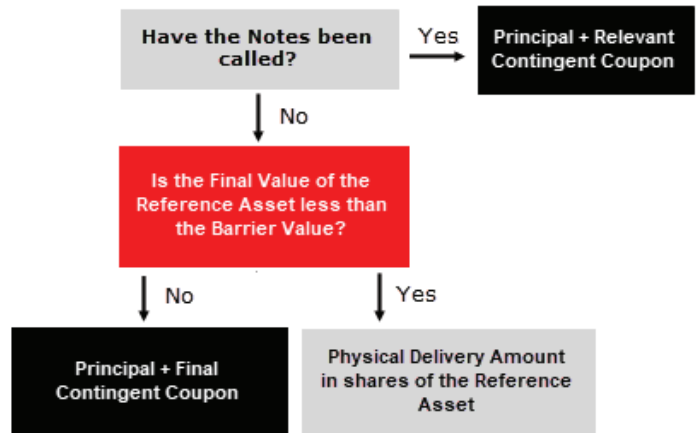 Have the Notes been
called?
Yes
Principal + Relevant
Contingent Coupon
No
Is the Final Value of the
Reference Asset less than
the Barrier Value?
No
Yes
Principal + Final
Contingent Coupon
Physical Delivery Amount
in shares of the Reference
Asset